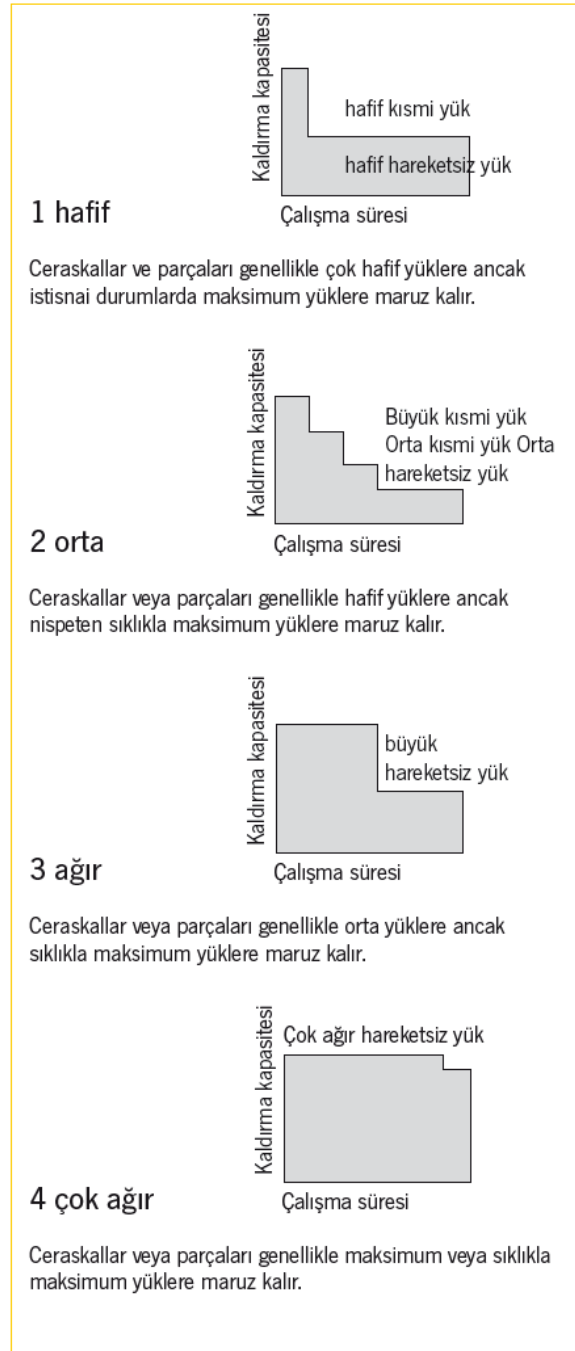 Kaldırma kapasitesi
hafif kısmi yük
hafif hareketsiz yük
1 hafif
Çalışma süresi
Ceraskallar ve parçaları genellikle çok hafif yüklere ancak
istisnai durumlarda maksimum yüklere maruz kalır.
Kaldırma kapasitesi
Büyük kısmi yük
Orta kısmi yük Orta
hareketsiz yük
2 orta
Çalışma süresi
Ceraskallar veya parçaları genellikle hafif yüklere ancak
nispeten sıklıkla maksimum yüklere maruz kalır.
Kaldırma kapasitesi
büyük
hareketsiz yük
3 ağır
Çalışma süresi
Ceraskallar veya parçaları genellikle orta yüklere ancak
sıklıkla maksimum yüklere maruz kalır.
Kaldırma kapasitesi
Çok ağır hareketsiz yük
4 çok ağır
Çalışma süresi
Ceraskallar veya parçaları genellikle maksimum veya sıklıkla
maksimum yüklere maruz kalır.